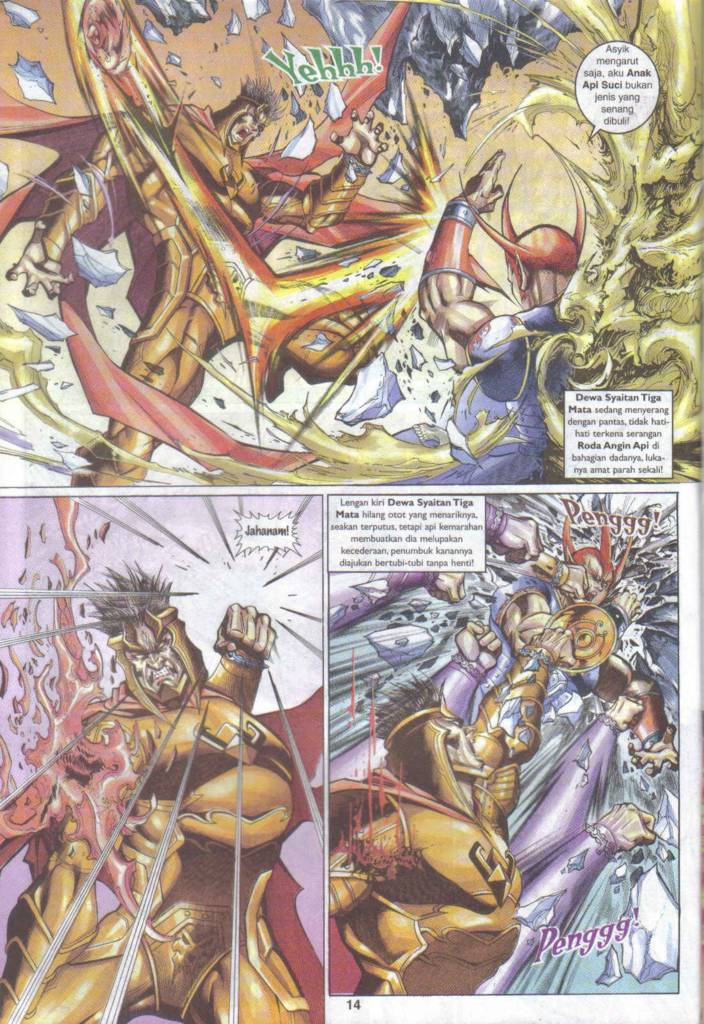 Yehhh!
Asyik
mengarut
saja, aku Anak
Api Suci bukan
jenis yang
senang
dibuli!
Dewa Syaitan Tiga
Mata sedang menyerang
dengan pantas, tidak hati-
hati terkena serangan
Roda Angin Api di
bahagian dadanya, luka-
nya amat parah sekali!
Jahanam!
Lengan kiri Dewa Syaitan Tiga
Mata hilang otot yang menariknya,
seakan terputus, tetapi api kemarahan
membuatkan dia melupakan
kecederaan, penumbuk kanannya
diajukan bertubi-tubi tanpa henti!
Penggg!
Penggg!
14